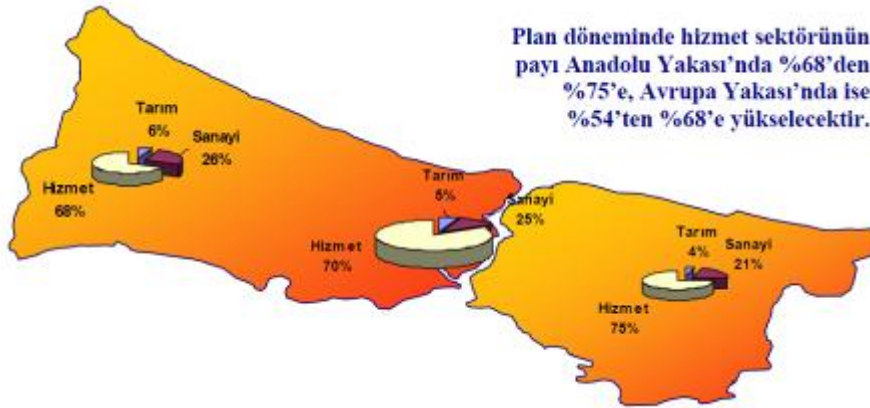 Plan döneminde hizmet sektörünün
payı Anadolu Yakası’nda %68’den
%75’e, Avrupa Yakası’nda ise
%54’ten %68’e yükselecektir.
Tarım
6%
Sanayi
26%
Hizmet
68%
Tarım
5%
Sanayi
25%
Hizmet
70%
Tarım
4%
Sanayi
21%
Hizmet
75%